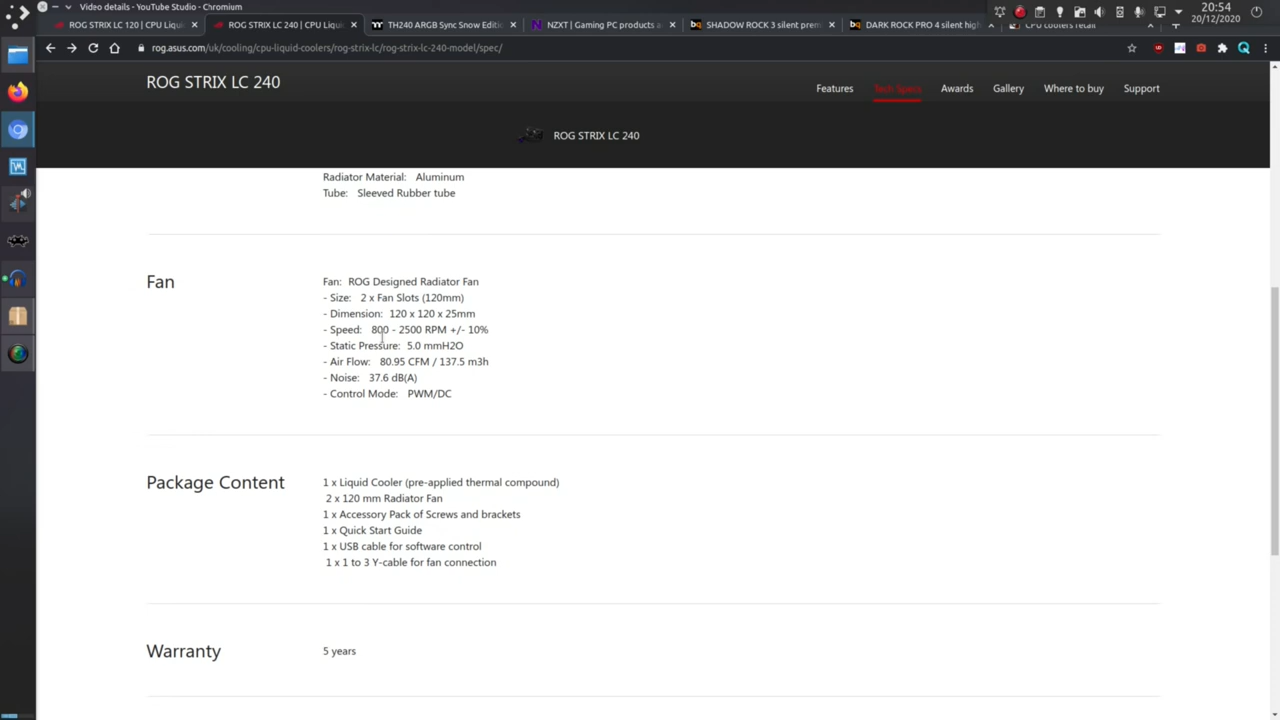 Video details - YouTube Studio - Chromium
20:54
20/12/2020
ROG STRIX LC 120 | CPU Liqui
ROG STRIX LC 240 | CPU Liqui
TH240 ARGB Sync Snow Editio
NZXT | Gaming PC products a
SHADOW ROCK 3 silent prem
DARK ROCK PRO 4 silent high
CPU coolers retail
rog.asus.com/uk/cooling/cpu-liquid-coolers/rog-strix-lc/rog-strix-lc-240-model/spec/
ROG STRIX LC 240
Features
Tech Specs
Awards
Gallery
Where to buy
Support
ROG STRIX LC 240
Radiator Material: Aluminum
Tube: Sleeved Rubber tube
Fan
Fan: ROG Designed Radiator Fan
- Size: 2 x Fan Slots (120mm)
- Dimension: 120 x 120 x 25mm
- Speed: 800 - 2500 RPM +/- 10%
- Static Pressure: 5.0 mmH2O
- Air Flow: 80.95 CFM / 137.5 m3h
- Noise: 37.6 dB(A)
- Control Mode: PWM/DC
Package Content
1 x Liquid Cooler (pre-applied thermal compound)
2 x 120 mm Radiator Fan
1 x Accessory Pack of Screws and brackets
1 x Quick Start Guide
1 x USB cable for software control
1 x 1 to 3 Y-cable for fan connection
Warranty
5 years